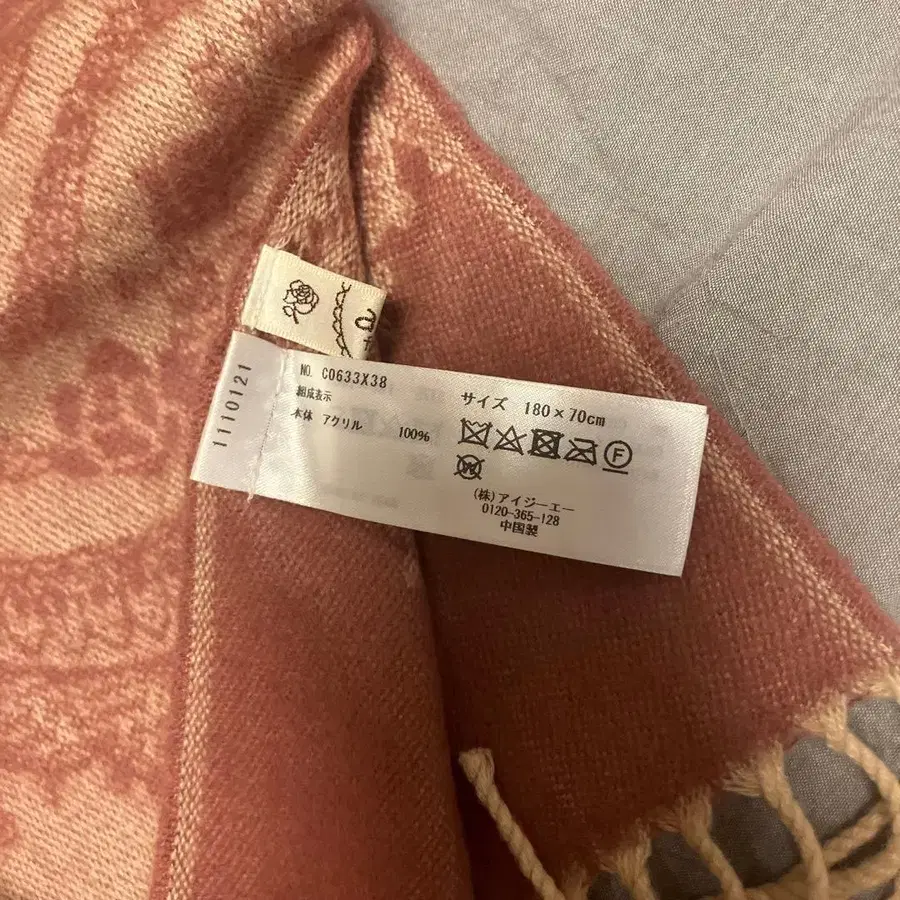 1110121
NO. C0633X38
組成表示
本体 アクリル 100%
サイズ 180×70cm
F
W
(株)アイジーエー
0120-365-128
中国製